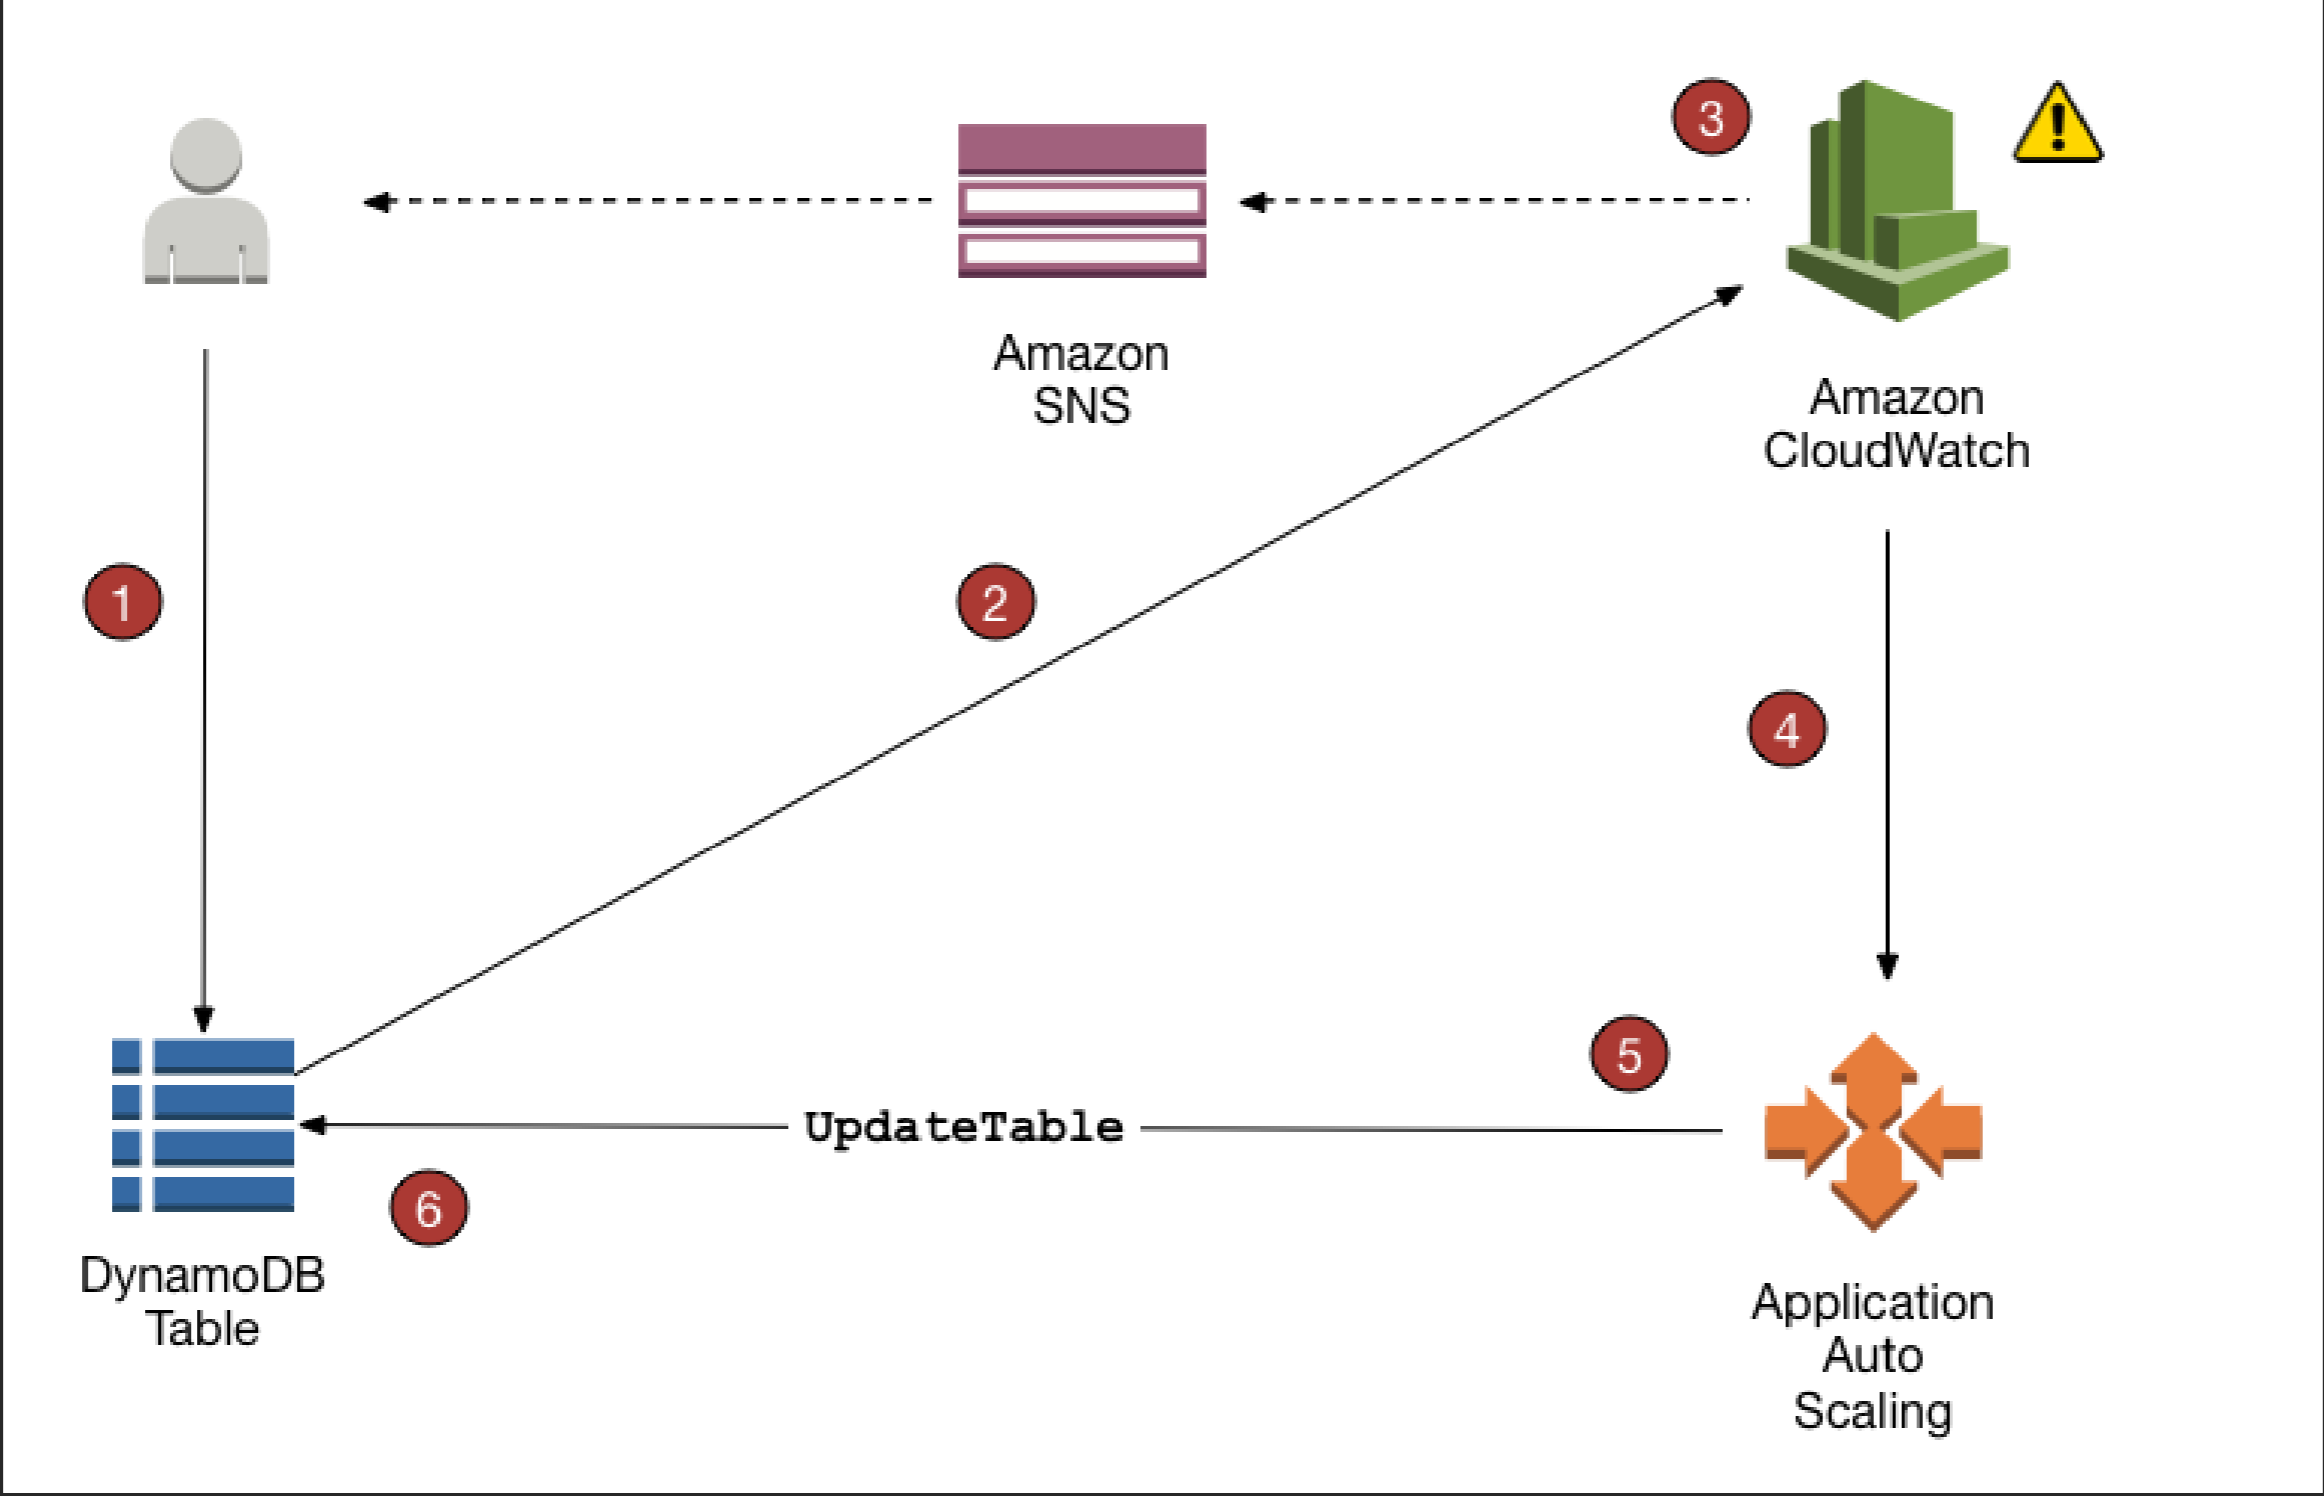 3
Amazon
SNS
Amazon
CloudWatch
1
2
4
5
UpdateTable
6
DynamoDB
Table
Application
Auto
Scaling